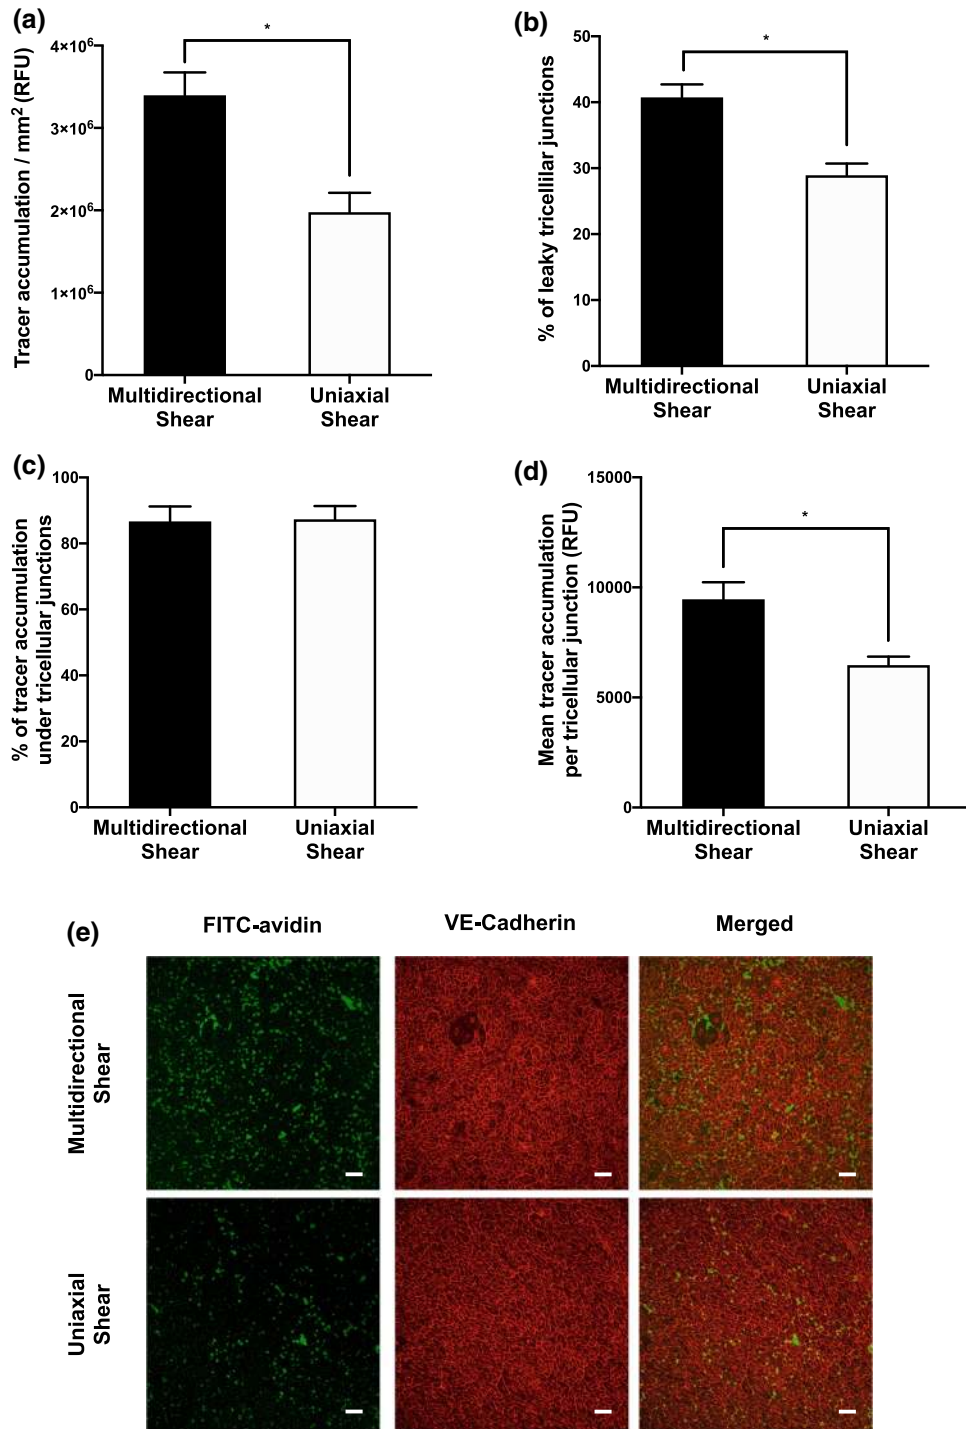 (a)
Tracer accumulation / mm² (RFU)
4×10⁶
3×10⁶
2×10⁶
1×10⁶
0
*
Multidirectional
Shear
Uniaxial
Shear
(b)
% of leaky tricellilar junctions
50
40
30
20
10
0
*
Multidirectional
Shear
Uniaxial
Shear
(c)
% of tracer accumulation
under tricellular junctions
100
80
60
40
20
0
Multidirectional
Shear
Uniaxial
Shear
(d)
Mean tracer accumulation
per tricellular junction (RFU)
15000
10000
5000
0
*
Multidirectional
Shear
Uniaxial
Shear
(e)
FITC-avidin
VE-Cadherin
Merged
Multidirectional
Shear
Uniaxial
Shear